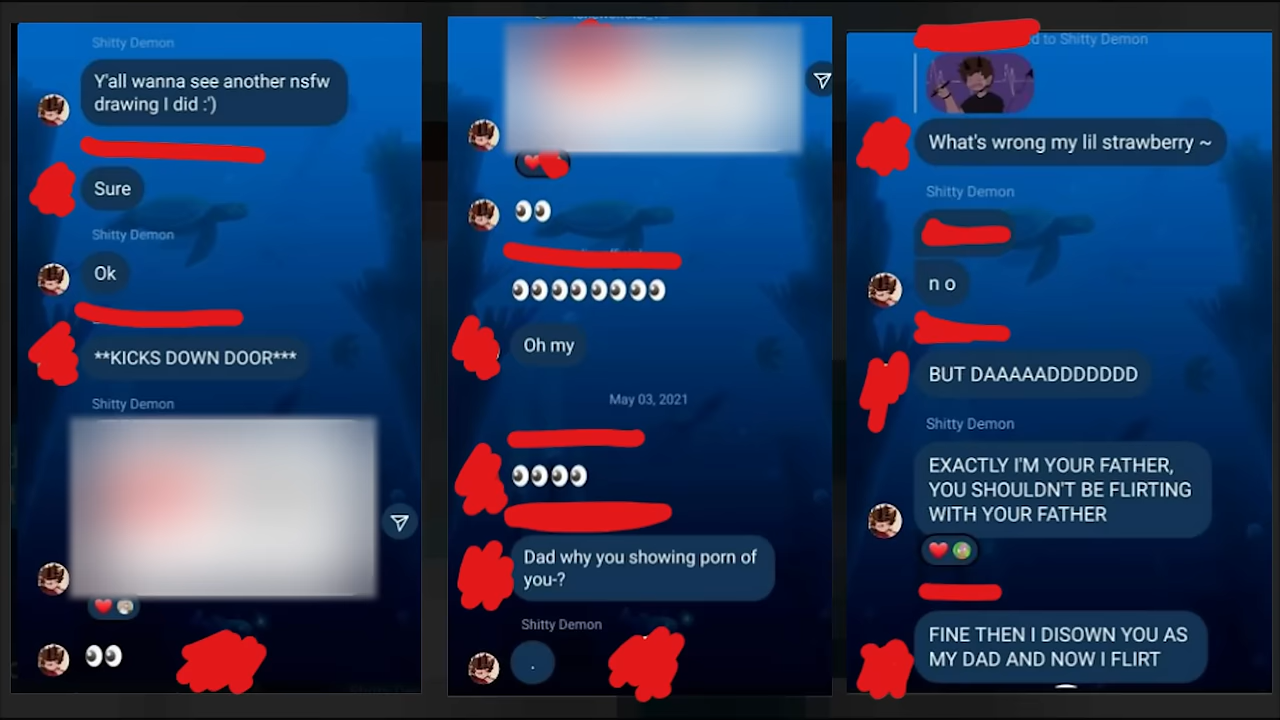 Shitty Demon
Y'all wanna see another nsfw
drawing I did :')
Sure
Shitty Demon
Ok
**KICKS DOWN DOOR***
Shitty Demon
Oh my
May 03, 2021
Dad why you showing porn of
you-?
Shitty Demon
.
d to Shitty Demon
What's wrong my lil strawberry ~
Shitty Demon
n o
BUT DAAAAADDDDDDD
Shitty Demon
EXACTLY I'M YOUR FATHER,
YOU SHOULDN'T BE FLIRTING
WITH YOUR FATHER
FINE THEN I DISOWN YOU AS
MY DAD AND NOW I FLIRT